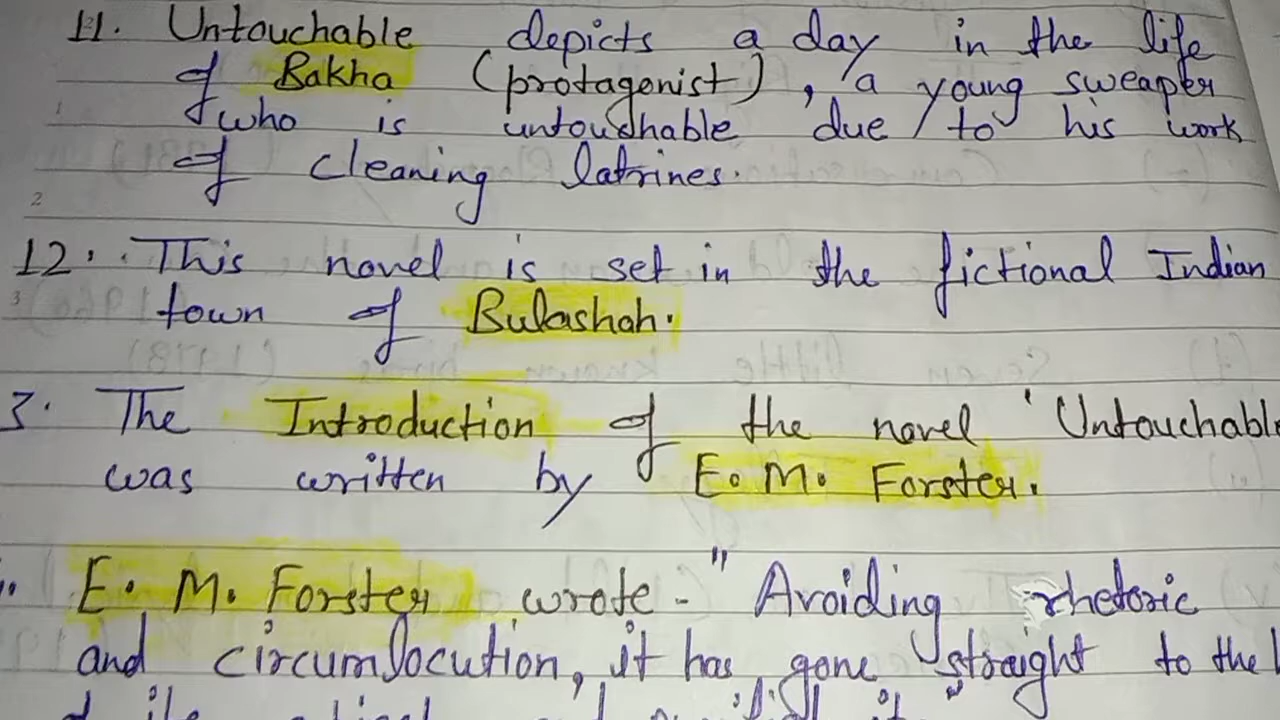 11. Untouchable depicts a day in the life
of Bakha (protagonist), a young sweaper
who is untouchable due to his work
of cleaning latrines.
12. This novel is set in the fictional Indian
town of Bulashah.
3. The Introduction of the novel 'Untouchable
was written by E. M. Forster.
E. M. Forster wrote - "Avoiding rhetoric
and circumlocution, it has gone straight to the